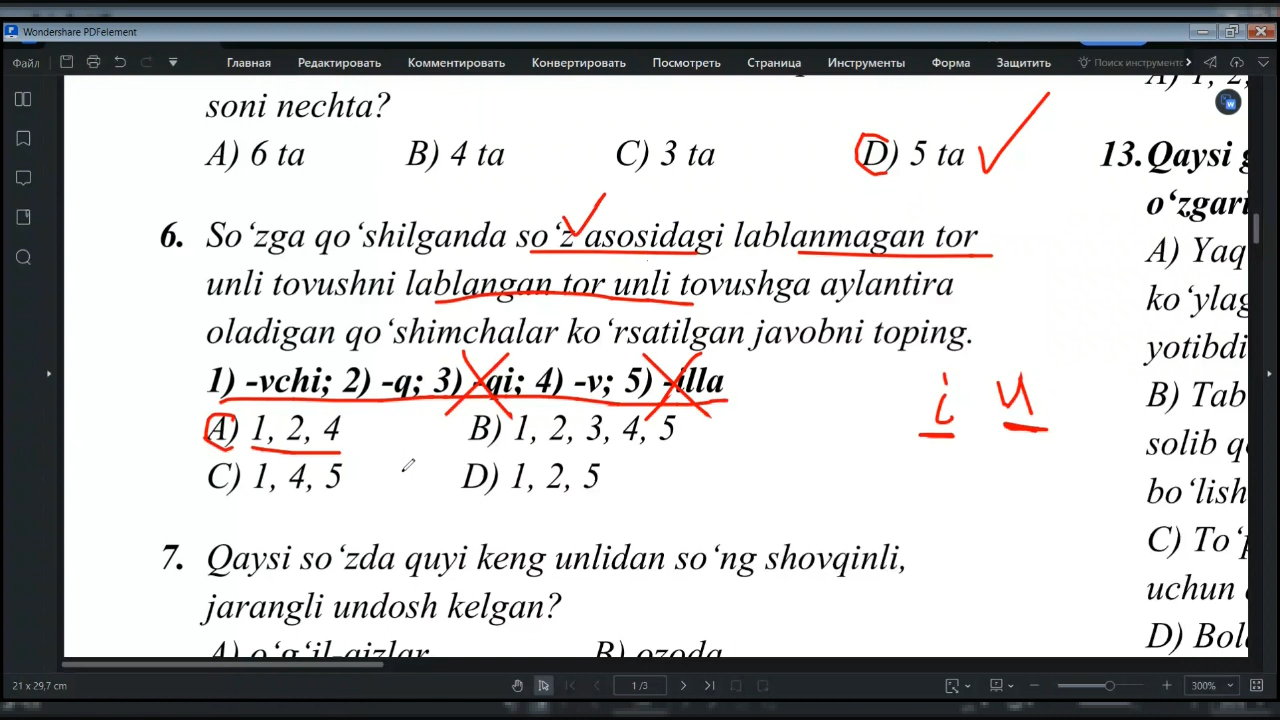 Wondershare PDFelement
Файл
Главная
Редактировать
Комментировать
Конвертировать
Посмотреть
Страница
Инструменты
Форма
Защитить
Поиск инструменто
soni nechta?
A) 6 ta B) 4 ta C) 3 ta D) 5 ta
6. So‘zga qo‘shilganda so‘z asosidagi lablanmagan tor
unli tovushni lablangan tor unli tovushga aylantira
oladigan qo‘shimchalar ko‘rsatilgan javobni toping.
1) -vchi; 2) -q; 3) -qi; 4) -v; 5) -illa
i u
A) 1, 2, 4 B) 1, 2, 3, 4, 5
C) 1, 4, 5 D) 1, 2, 5
7. Qaysi so‘zda quyi keng unlidan so‘ng shovqinli,
jarangli undosh kelgan?
A) o‘g‘il-qizlar B) ozoda
13. Qaysi g
o‘zgari
A) Yaq
ko‘ylag
yotibdi
B) Tab
solib q
bo‘lish
C) To‘p
uchun
D) Bol
21 x 29,7 cm
1/3
300%